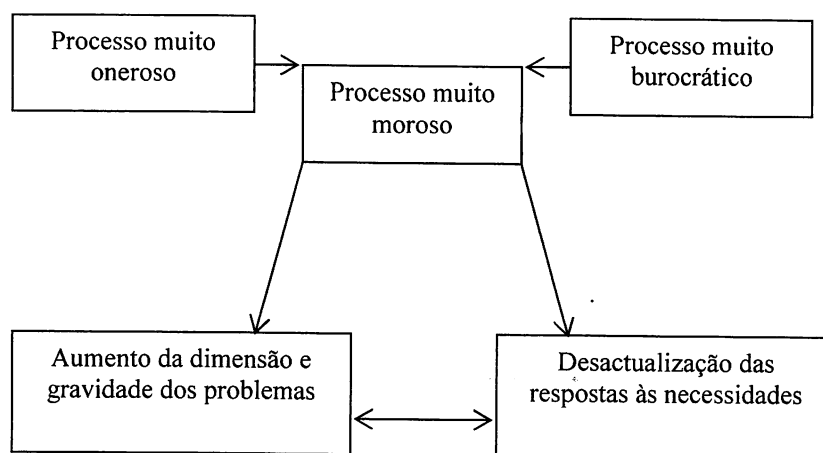 Processo muito
oneroso
Processo muito
burocrático
Processo muito
moroso
Aumento da dimensão e
gravidade dos problemas
Desactualização das
respostas às necessidades